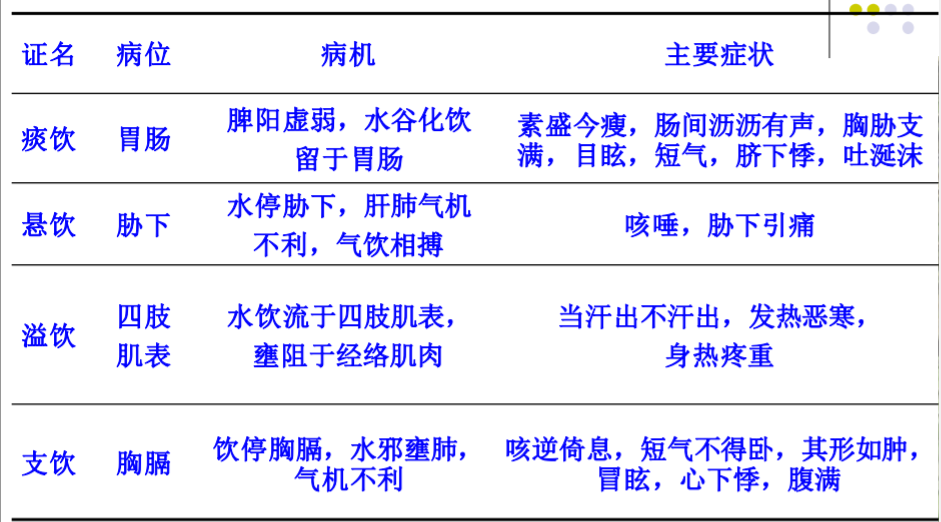 证名 病位 病机 主要症状
痰饮 胃肠 脾阳虚弱，水谷化饮
留于胃肠
素盛今瘦，肠间沥沥有声，胸胁支
满，目眩，短气，脐下悸，吐涎沫
悬饮 胁下 水停胁下，肝肺气机
不利，气饮相搏
咳唾，胁下引痛
溢饮 四肢
肌表
水饮流于四肢肌表，
壅阻于经络肌肉
当汗出不汗出，发热恶寒，
身热疼重
支饮 胸膈 饮停胸膈，水邪壅肺，
气机不利
咳逆倚息，短气不得卧，其形如肿，
冒眩，心下悸，腹满